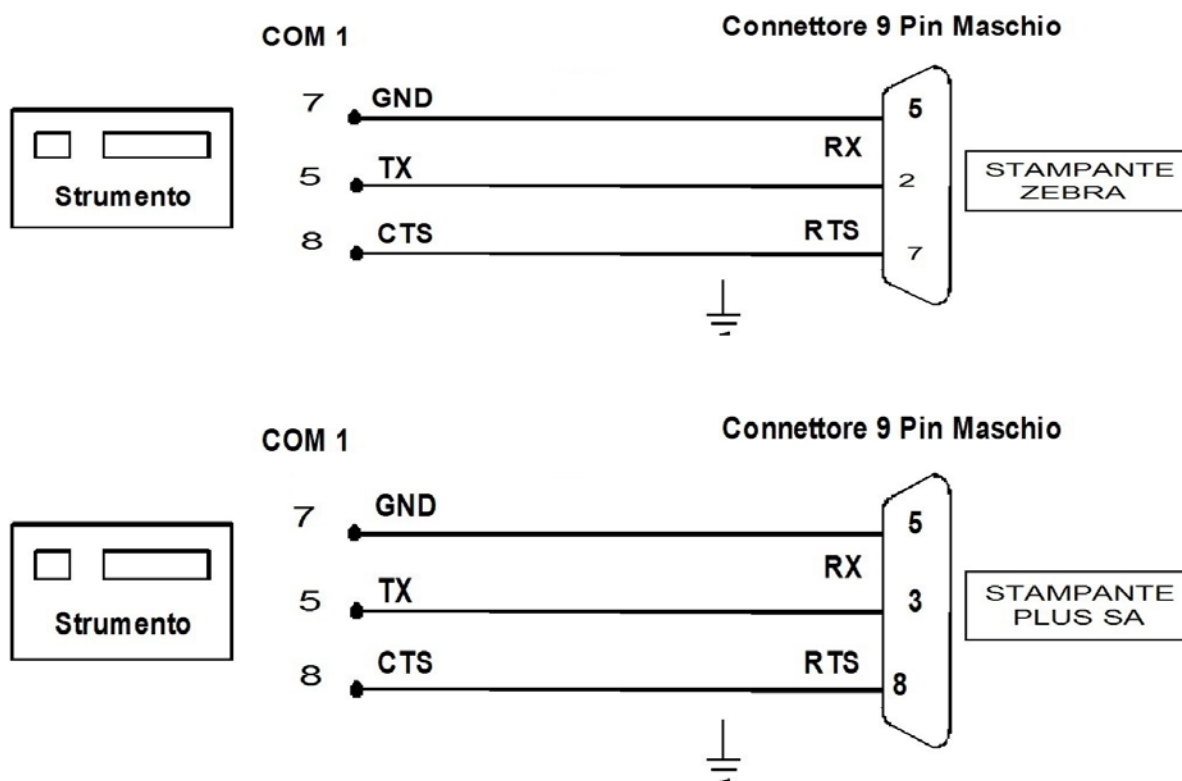 COM 1
Connettore 9 Pin Maschio
7 GND 5
RX
5 TX 2
8 CTS RTS 7
Strumento
STAMPANTE
ZEBRA
COM 1
Connettore 9 Pin Maschio
7 GND 5
RX
5 TX 3
8 CTS RTS 8
Strumento
STAMPANTE
PLUS SA